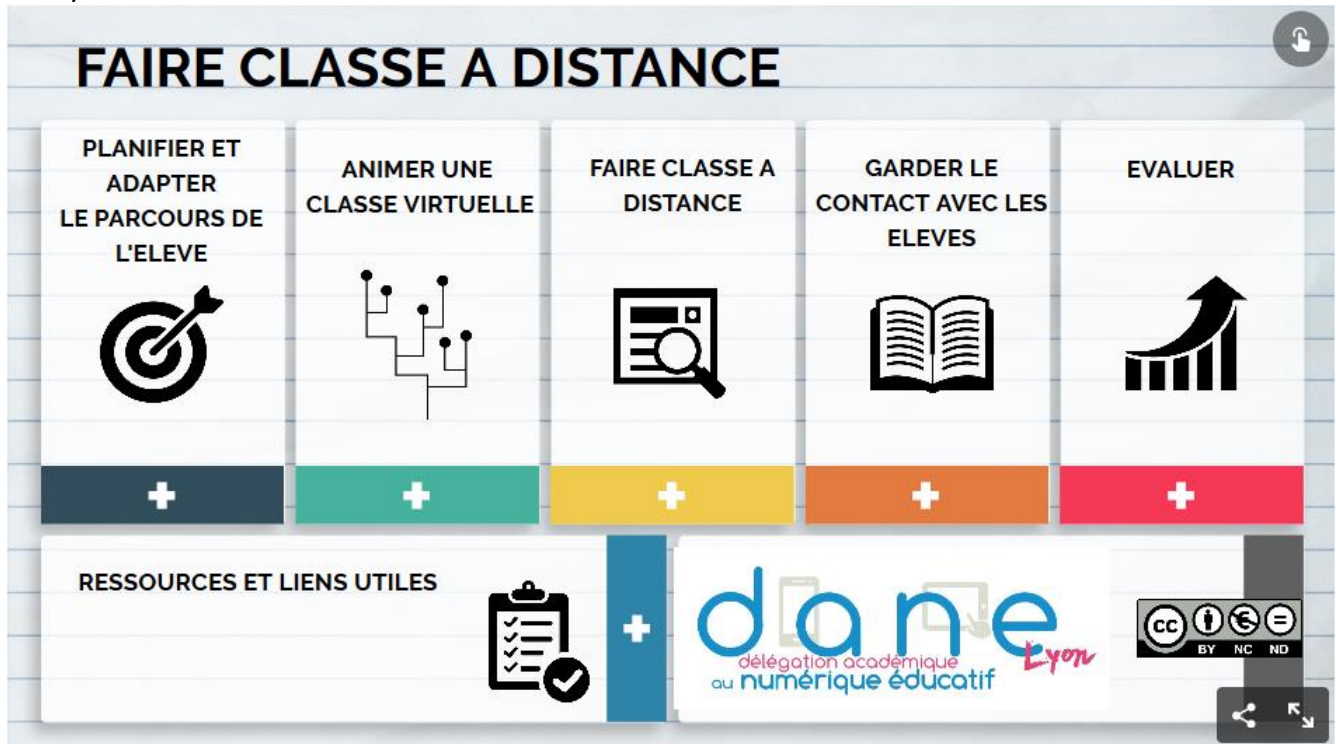 FAIRE CLASSE A DISTANCE
PLANIFIER ET
ADAPTER
LE PARCOURS DE
L'ELEVE
ANIMER UNE
CLASSE VIRTUELLE
FAIRE CLASSE A
DISTANCE
GARDER LE
CONTACT AVEC LES
ELEVES
EVALUER
RESSOURCES ET LIENS UTILES
dane
délégation académique
au numérique éducatif
Lyon
cc
BY NC ND